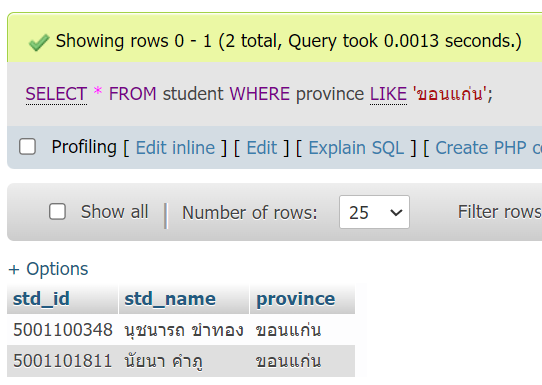 Showing rows 0 - 1 (2 total, Query took 0.0013 seconds.)
SELECT * FROM student WHERE province LIKE 'ขอนแก่น';
Profiling [ Edit inline ] [ Edit ] [ Explain SQL ] [ Create PHP c
Show all | Number of rows: 25 Filter rows
+ Options
std_id std_name province
5001100348 นุชนารถ ขำทอง ขอนแก่น
5001101811 นัยนา คำภู ขอนแก่น